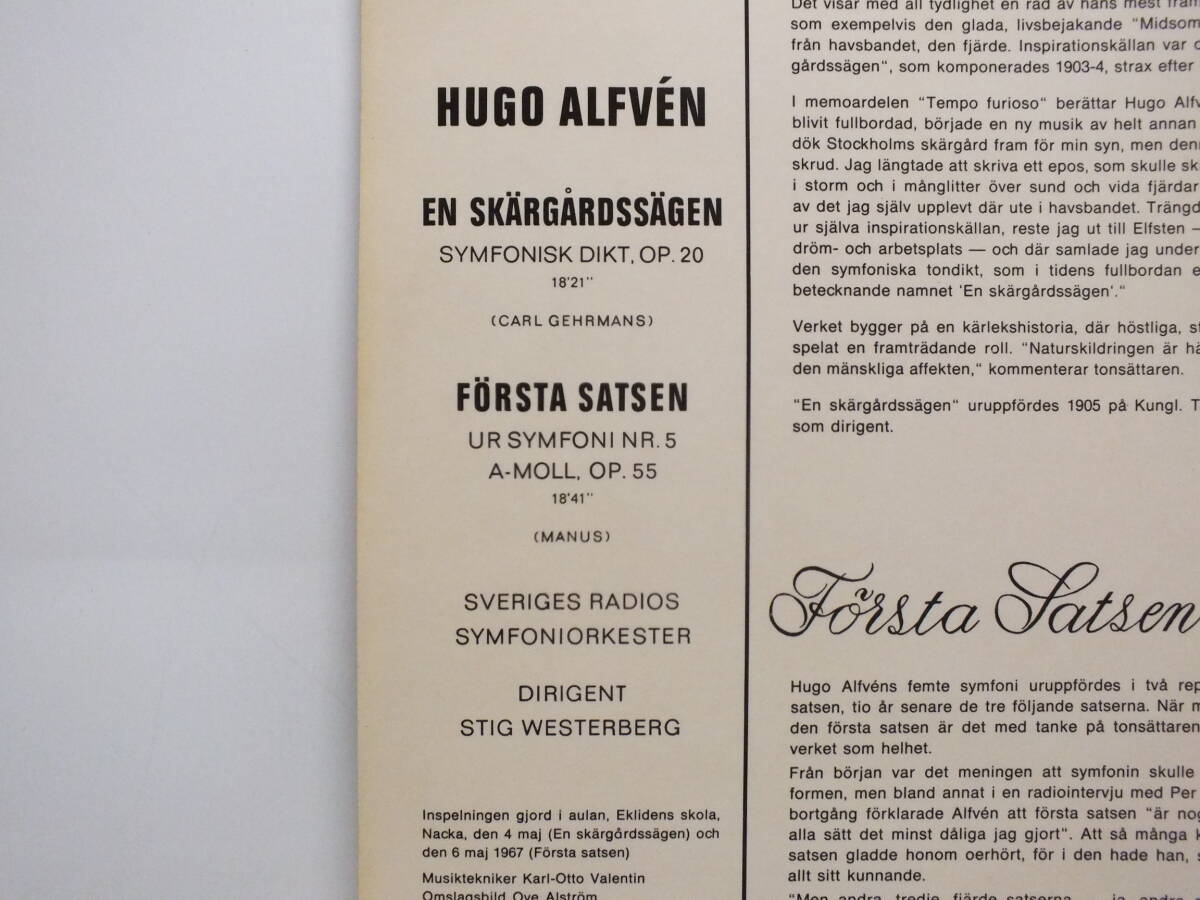 HUGO ALFVÉN
EN SKÄRGÅRDSSÄGEN
SYMFONISK DIKT, OP. 20
18'21''
(CARL GEHRMANS)
FÖRSTA SATSEN
UR SYMFONI NR. 5
A-MOLL, OP. 55
18'41''
(MANUS)
SVERIGES RADIOS
SYMFONIORKESTER
DIRIGENT
STIG WESTERBERG
Inspelningen gjord i aulan, Eklidens skola,
Nacka, den 4 maj (En skärgårdssägen) och
den 6 maj 1967 (Första satsen)
Musiktekniker Karl-Otto Valentin
Omslagsbild Ove Alström
Det visar med all tydlighet en rad av hans mest
som exempelvis den glada, livsbejakande "Midsom
från havsbandet, den fjärde. Inspirationskällan var
gårdssägen", som komponerades 1903-4, strax efter
I memoardelen "Tempo furioso" berättar Hugo
blivit fullbordad, började en ny musik av helt annan
dök Stockholms skärgård fram för min syn, men
skrud. Jag längtade att skriva ett epos, som skulle
i storm och i månglitter över sund och vida fjärdar
av det jag själv upplevt där ute i havsbandet.
ur själva inspirationskällan, reste jag ut till Elfsten —
dröm- och arbetsplats — och där samlade jag under
den symfoniska tondikt, som i tidens fullbordan
betecknande namnet 'En skärgårdssägen'."
Verket bygger på en kärlekshistoria, där höstliga,
spelat en framträdande roll. "Naturskildringen är
den mänskliga affekten," kommenterar tonsättaren.
"En skärgårdssägen" uruppfördes 1905 på Kungl. T
som dirigent.
Första Satsen
Hugo Alfvéns femte symfoni uruppfördes i två
satsen, tio år senare de tre följande satserna. När
den första satsen är det med tanke på tonsättaren
verket som helhet.
Från början var det meningen att symfonin skulle
formen, men bland annat i en radiointervju med Per
bortgång förklarade Alfvén att första satsen "är
alla sätt det minst dåliga jag gjort". Att så många
satsen gladde honom oerhört, för i den hade han,
allt sitt kunnande.
"Men andra, tredje, fjärde satserna